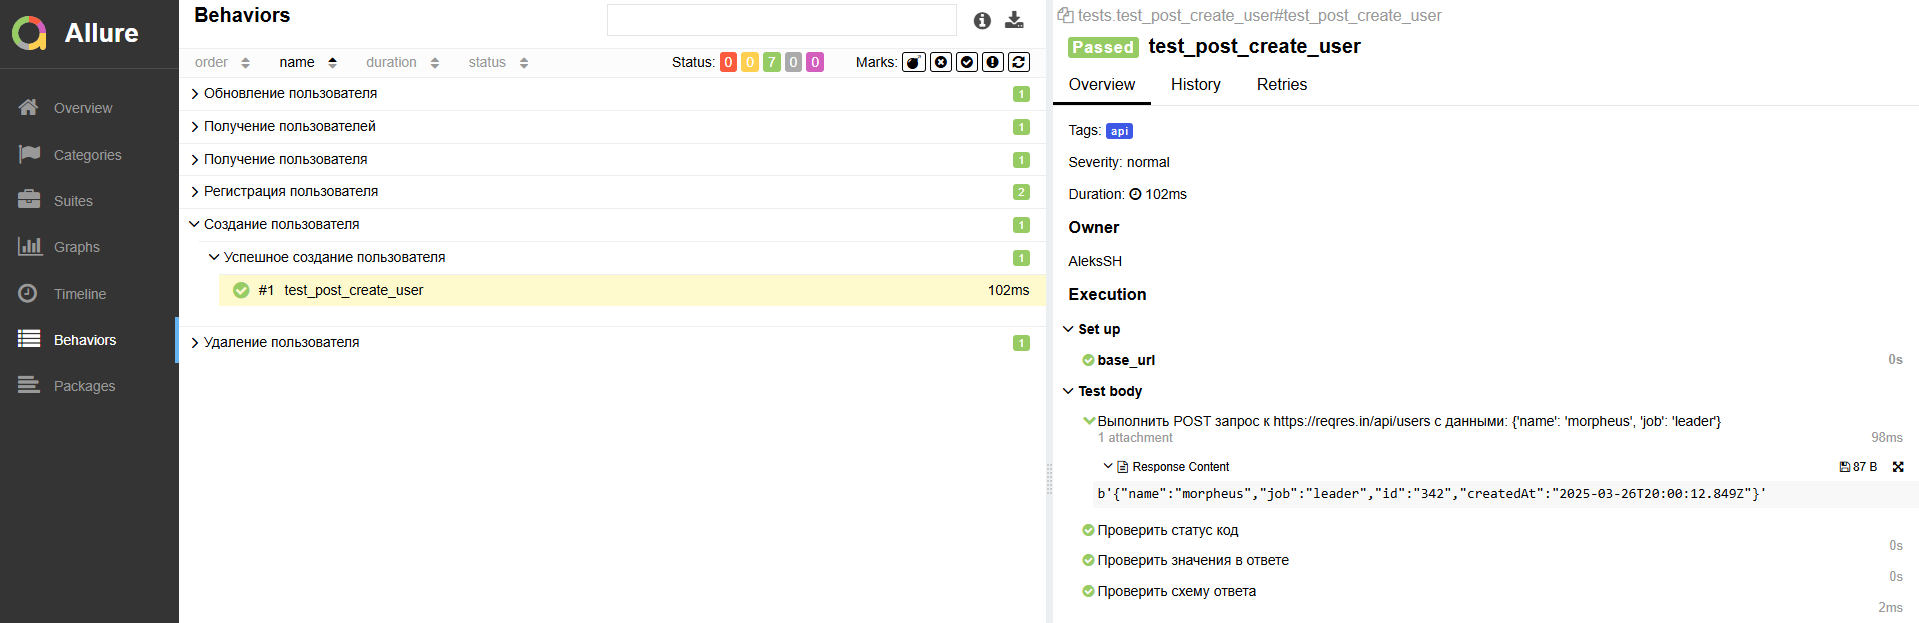 Allure
Overview
Categories
Suites
Graphs
Timeline
Behaviors
Packages
Behaviors
order name duration status Status: 0 0 7 0 0 Marks:
Обновление пользователя 1
Получение пользователей 1
Получение пользователя 1
Регистрация пользователя 2
Создание пользователя 1
Успешное создание пользователя 1
#1 test_post_create_user 102ms
Удаление пользователя 1
tests.test_post_create_user#test_post_create_user
Passed test_post_create_user
Overview History Retries
Tags: api
Severity: normal
Duration: 102ms
Owner
AleksSH
Execution
Set up
base_url 0s
Test body
Выполнить POST запрос к https://reqres.in/api/users с данными: {'name': 'morpheus', 'job': 'leader'}
1 attachment 98ms
Response Content 87 B
b'{"name":"morpheus","job":"leader","id":"342","createdAt":"2025-03-26T20:00:12.849Z"}'
Проверить статус код
0s
Проверить значения в ответе
0s
Проверить схему ответа
2ms